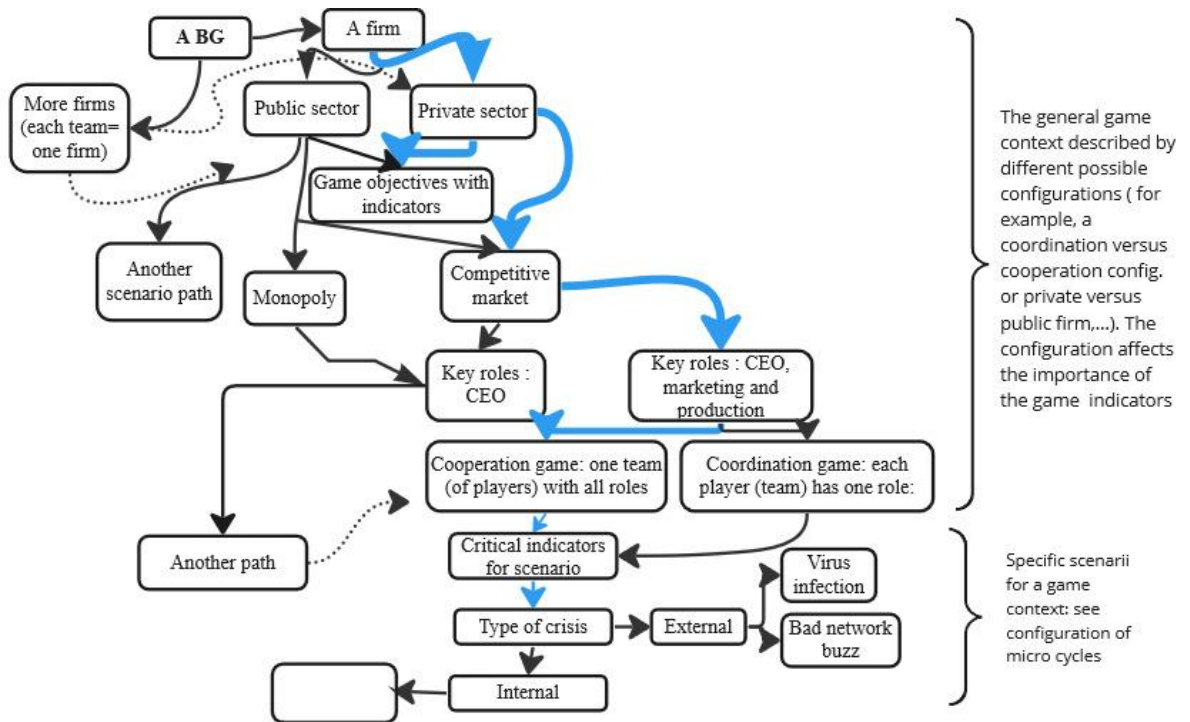 A BG
A firm
More firms
(each team=
one firm)
Public sector
Private sector
Game objectives with
indicators
Another
scenario path
Monopoly
Competitive
market
Key roles :
CEO
Key roles : CEO,
marketing and
production
Cooperation game: one team
(of players) with all roles
Coordination game: each
player (team) has one role:
Another path
Critical indicators
for scenario
Type of crisis
External
Virus
infection
Bad network
buzz
Internal
The general game
context described by
different possible
configurations ( for
example, a
coordination versus
cooperation config.
or private versus
public firm,...). The
configuration affects
the importance of
the game indicators
Specific scenarii
for a game
context: see
configuration of
micro cycles